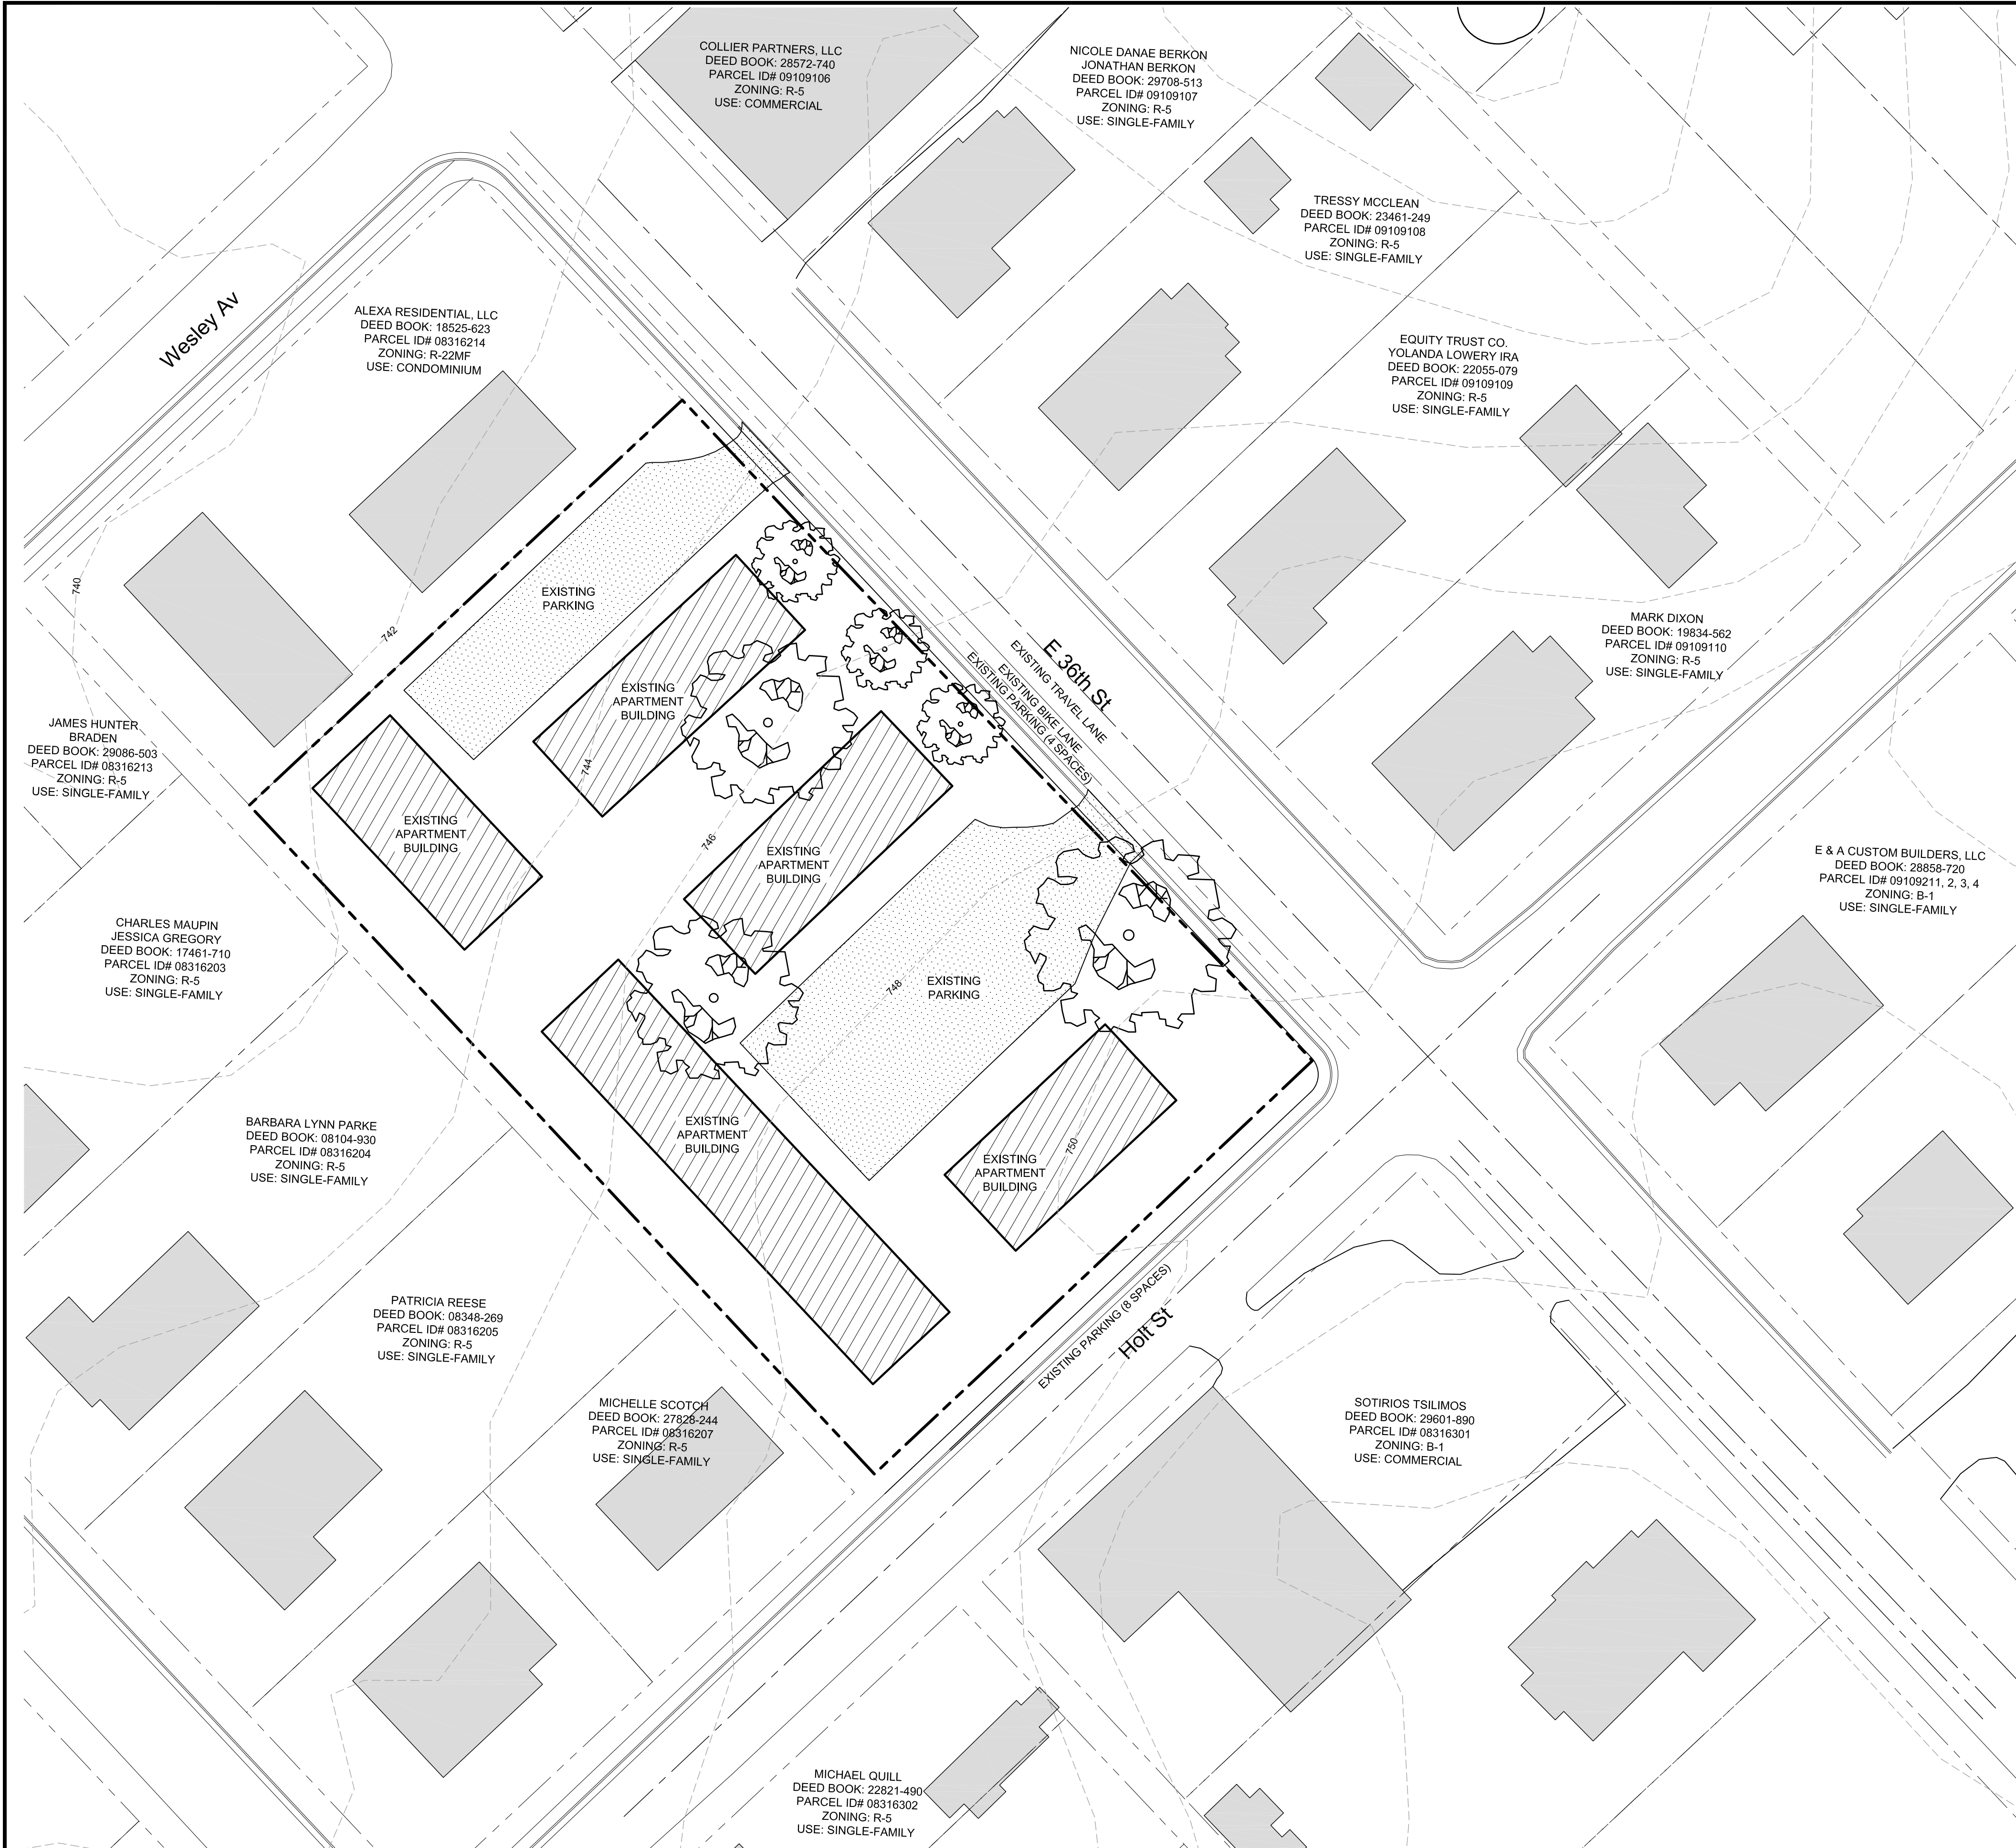 COLLIER PARTNERS, LLC
DEED BOOK: 28572-740
PARCEL ID# 09109106
ZONING: R-5
USE: COMMERCIAL
NICOLE DANAE BERKON
JONATHAN BERKON
DEED BOOK: 29708-513
PARCEL ID# 09109107
ZONING: R-5
USE: SINGLE-FAMILY
TRESSY MCCLEAN
DEED BOOK: 23461-249
PARCEL ID# 09109108
ZONING: R-5
USE: SINGLE-FAMILY
Wesley Av
ALEXA RESIDENTIAL, LLC
DEED BOOK: 18525-623
PARCEL ID# 08316214
ZONING: R-22MF
USE: CONDOMINIUM
EQUITY TRUST CO.
YOLANDA LOWERY IRA
DEED BOOK: 22055-079
PARCEL ID# 09109109
ZONING: R-5
USE: SINGLE-FAMILY
740
742
EXISTING
PARKING
E 36th St
EXISTING TRAVEL LANE
EXISTING BIKE LANE
EXISTING PARKING (4 SPACES)
MARK DIXON
DEED BOOK: 19834-562
PARCEL ID# 09109110
ZONING: R-5
USE: SINGLE-FAMILY
EXISTING
APARTMENT
BUILDING
JAMES HUNTER
BRADEN
DEED BOOK: 29086-503
PARCEL ID# 08316213
ZONING: R-5
USE: SINGLE-FAMILY
744
EXISTING
APARTMENT
BUILDING
746
EXISTING
APARTMENT
BUILDING
E & A CUSTOM BUILDERS, LLC
DEED BOOK: 28858-720
PARCEL ID# 09109211, 2, 3, 4
ZONING: B-1
USE: SINGLE-FAMILY
CHARLES MAUPIN
JESSICA GREGORY
DEED BOOK: 17461-710
PARCEL ID# 08316203
ZONING: R-5
USE: SINGLE-FAMILY
748
EXISTING
PARKING
BARBARA LYNN PARKE
DEED BOOK: 08104-930
PARCEL ID# 08316204
ZONING: R-5
USE: SINGLE-FAMILY
EXISTING
APARTMENT
BUILDING
EXISTING
APARTMENT
BUILDING
750
PATRICIA REESE
DEED BOOK: 08348-269
PARCEL ID# 08316205
ZONING: R-5
USE: SINGLE-FAMILY
EXISTING PARKING (8 SPACES)
Holt St
MICHELLE SCOTCH
DEED BOOK: 27828-244
PARCEL ID# 08316207
ZONING: R-5
USE: SINGLE-FAMILY
SOTIRIOS TSILIMOS
DEED BOOK: 29601-890
PARCEL ID# 08316301
ZONING: B-1
USE: COMMERCIAL
MICHAEL QUILL
DEED BOOK: 22821-490
PARCEL ID# 08316302
ZONING: R-5
USE: SINGLE-FAMILY